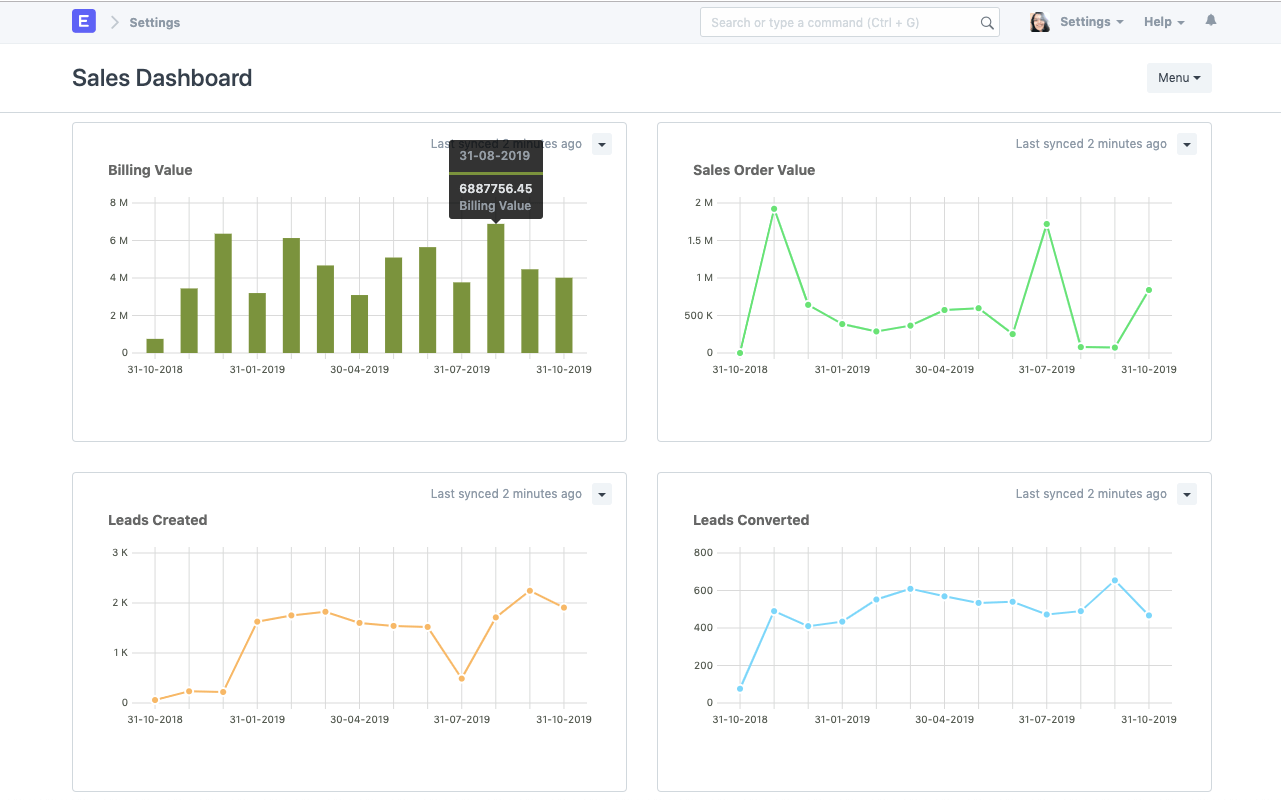 E
Settings
Search or type a command (Ctrl + G)
Settings
Help
Sales Dashboard
Menu
Last synced 2 minutes ago
Billing Value
31-08-2019
6887756.45
Billing Value
8 M
6 M
4 M
2 M
0
31-10-2018 31-01-2019 30-04-2019 31-07-2019 31-10-2019
Last synced 2 minutes ago
Sales Order Value
2 M
1.5 M
1 M
500 K
0
31-10-2018 31-01-2019 30-04-2019 31-07-2019 31-10-2019
Last synced 2 minutes ago
Leads Created
3 K
2 K
1 K
0
31-10-2018 31-01-2019 30-04-2019 31-07-2019 31-10-2019
Last synced 2 minutes ago
Leads Converted
800
600
400
200
0
31-10-2018 31-01-2019 30-04-2019 31-07-2019 31-10-2019